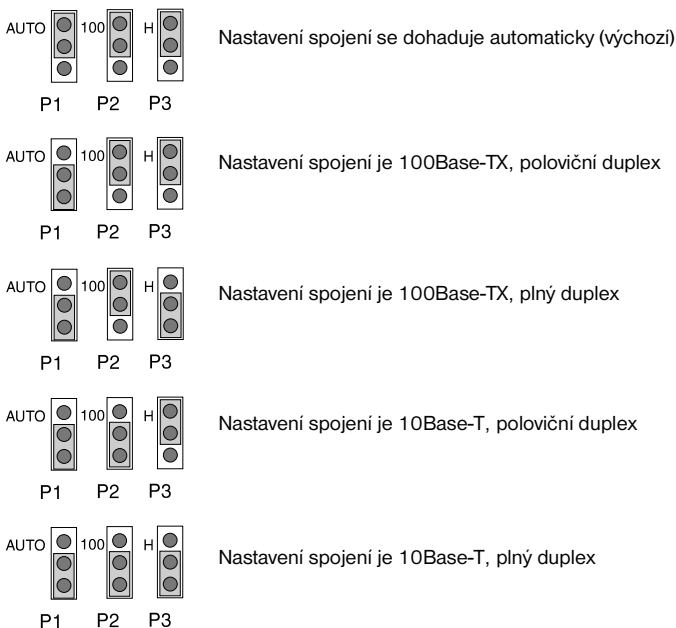 AUTO 100 H Nastavení spojení se dohaduje automaticky (výchozí)
P1 P2 P3
AUTO 100 H Nastavení spojení je 100Base-TX, poloviční duplex
P1 P2 P3
AUTO 100 H Nastavení spojení je 100Base-TX, plný duplex
P1 P2 P3
AUTO 100 H Nastavení spojení je 10Base-T, poloviční duplex
P1 P2 P3
AUTO 100 H Nastavení spojení je 10Base-T, plný duplex
P1 P2 P3